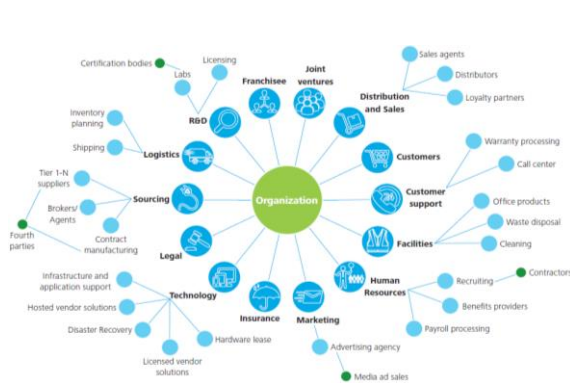 Certification bodies
Licensing
Labs
R&D
Franchisee
Joint
ventures
Distribution
and Sales
Sales agents
Distributors
Loyalty partners
Customers
Customer
support
Warranty processing
Call center
Facilities
Office products
Waste disposal
Cleaning
Human
Resources
Recruiting
Contractors
Benefits providers
Payroll processing
Marketing
Advertising agency
Media ad sales
Insurance
Technology
Infrastructure and
application support
Hosted vendor solutions
Disaster Recovery
Licensed vendor
solutions
Hardware lease
Legal
Sourcing
Tier 1-N
suppliers
Brokers/
Agents
Contract
manufacturing
Fourth
parties
Logistics
Inventory
planning
Shipping
Organization